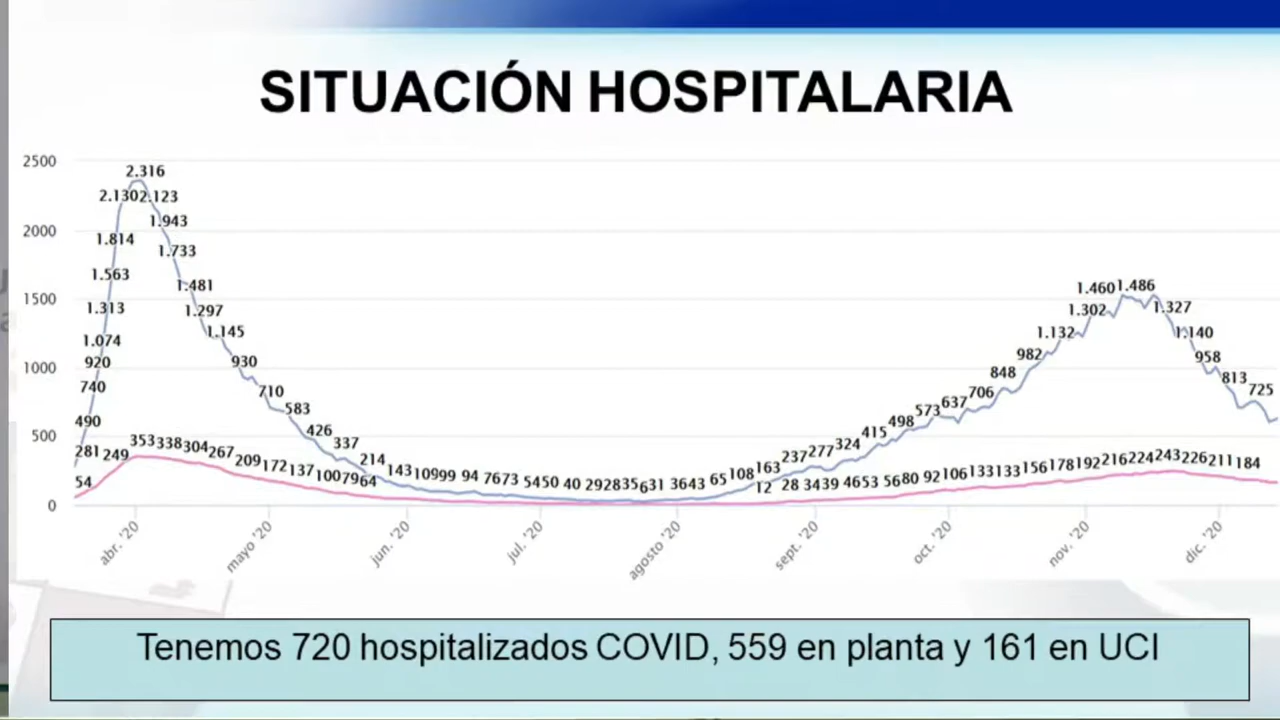 SITUACIÓN HOSPITALARIA
2500
2000
1500
1000
500
0
2.316
2.130 2.123
1.943
1.814
1.733
1.563
1.481
1.313
1.297
1.145
1.074
920
930
740
710
490
583
426
337
281 249
214
143 109 99 94 76 73 54 50 40 29 28 35 31 36 43 65 108 163
237 277 324
415
498
573
637
706
848
982
1.132
1.302
1.460 1.486
1.327
1.140
958
813
725
54
353 338 304 267
209 172 137 100 79 64
12 28 34 39 46 53 56 80 92 106 133 133 156 178 192 216 224 243 226 211 184
abr. '20
mayo '20
jun. '20
jul. '20
agosto '20
sept. '20
oct. '20
nov. '20
dic. '20
Tenemos 720 hospitalizados COVID, 559 en planta y 161 en UCI